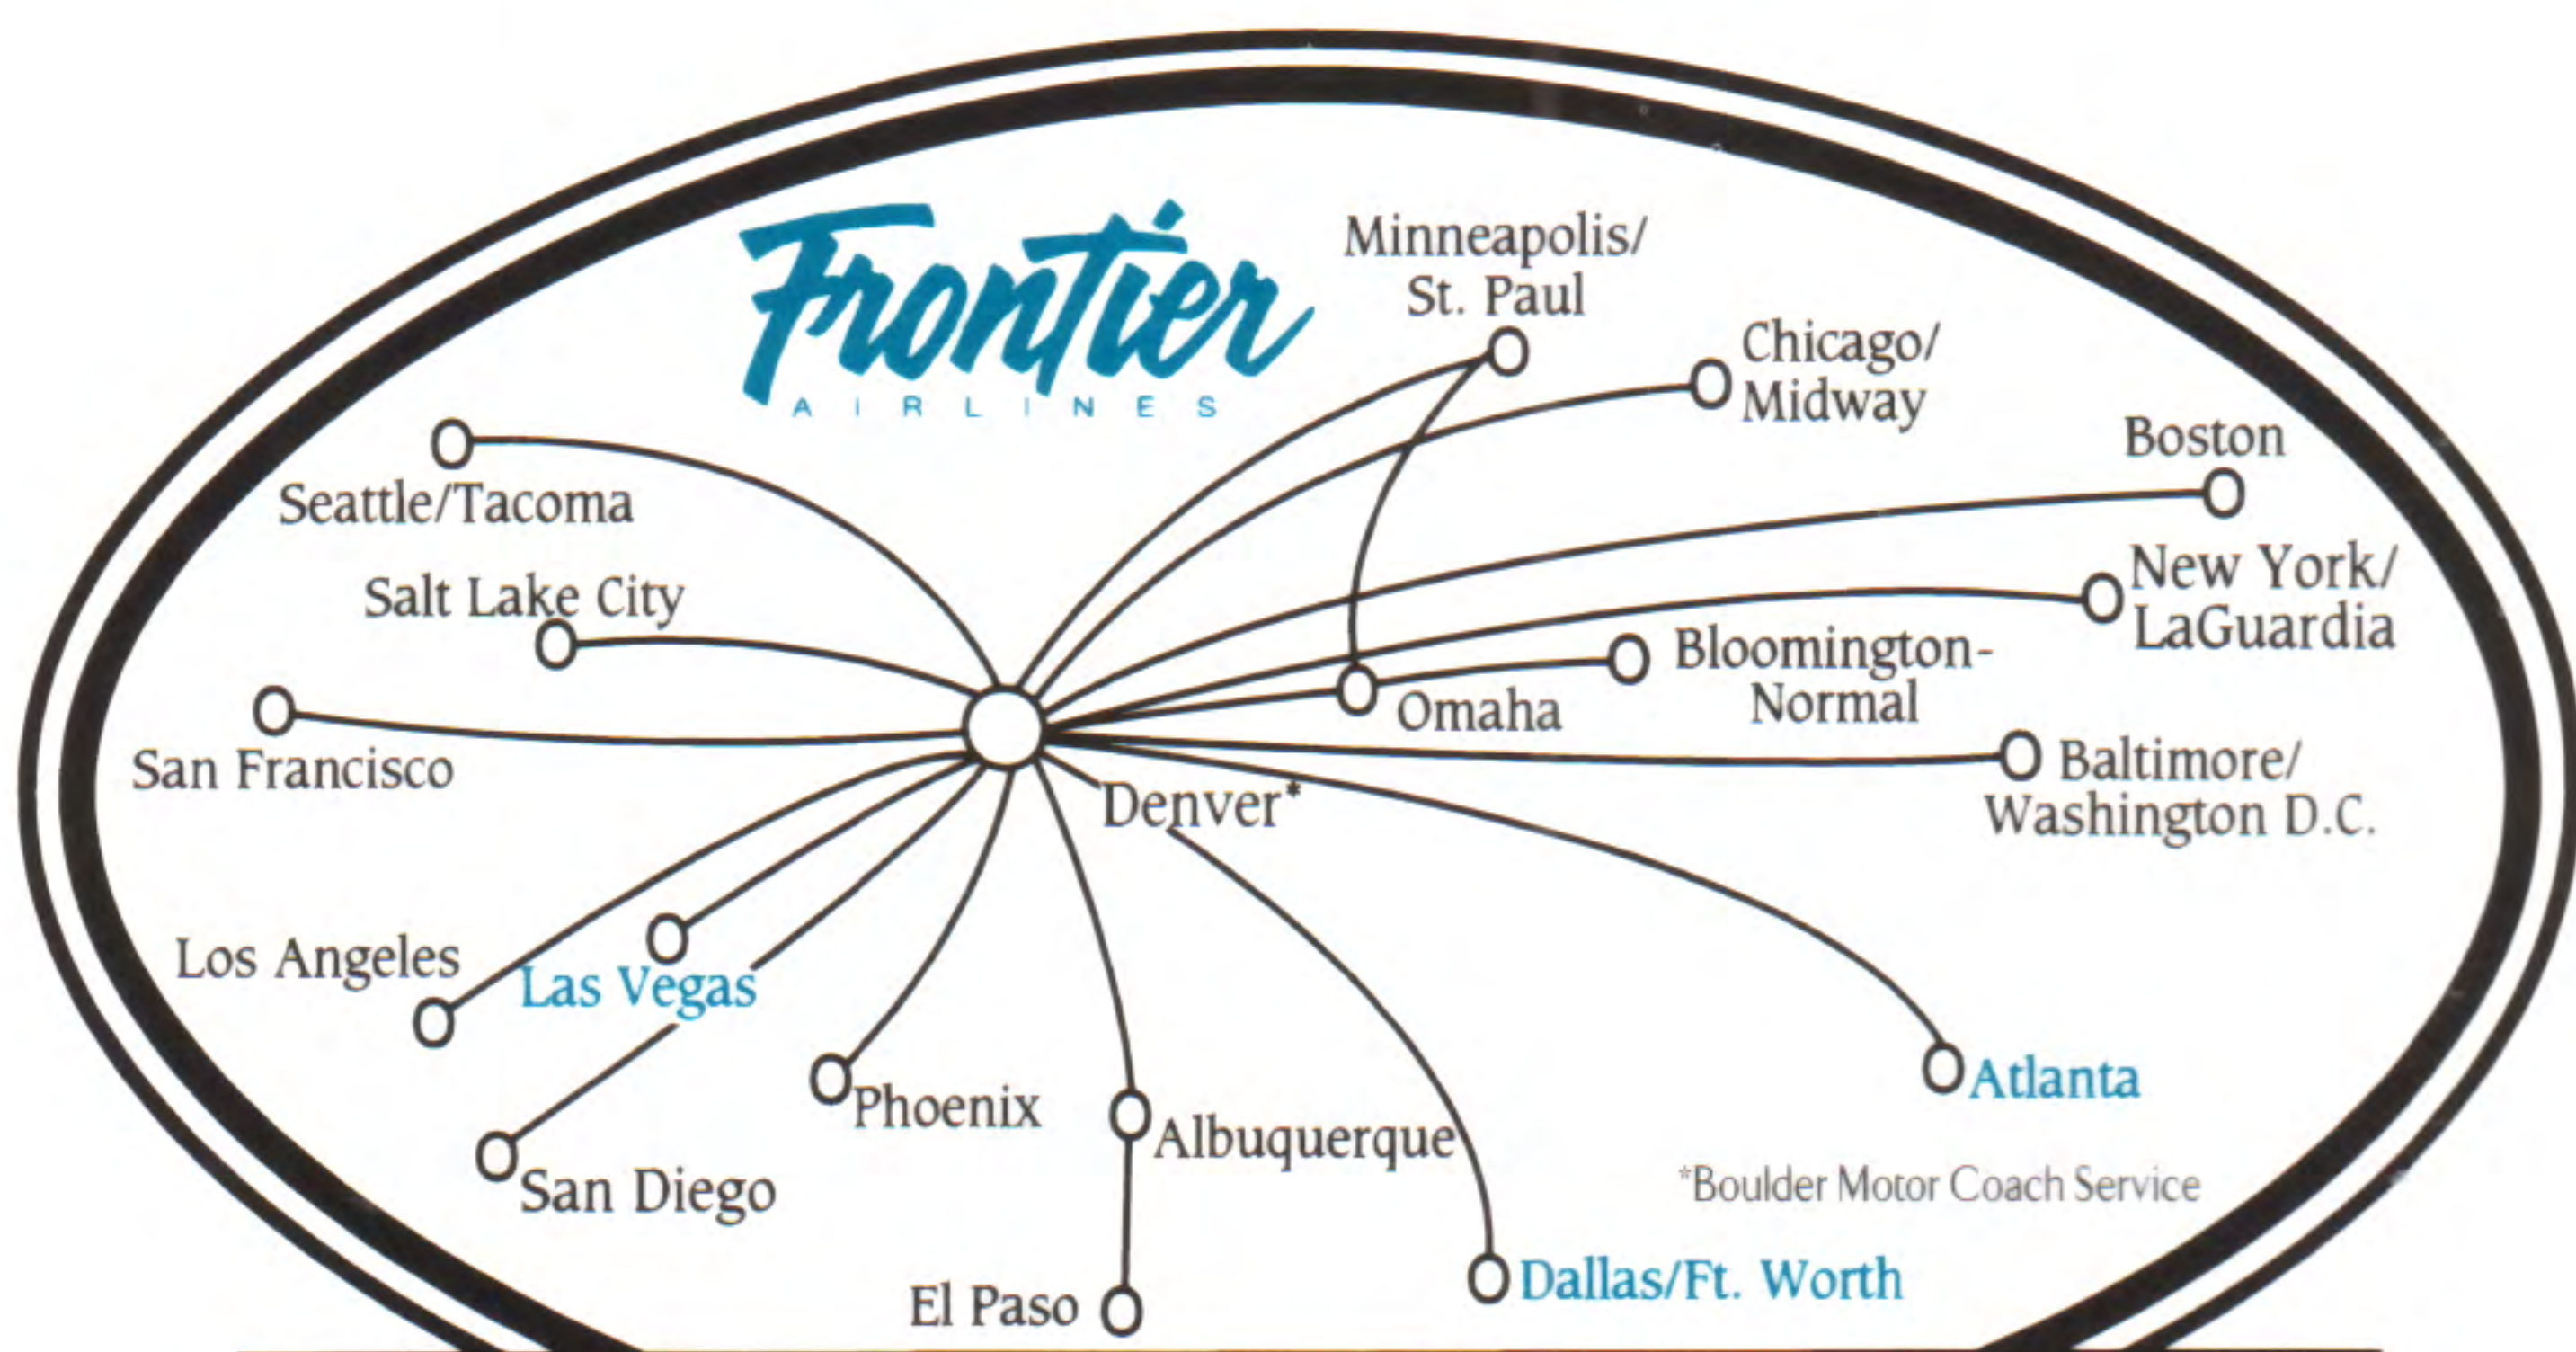 Frontier
AIRLINES
Minneapolis/
St. Paul
Chicago/
Midway
Boston
Seattle/Tacoma
New York/
LaGuardia
Salt Lake City
Bloomington-
Normal
Omaha
San Francisco
Baltimore/
Washington D.C.
Denver*
Los Angeles
Las Vegas
Atlanta
Phoenix
Albuquerque
San Diego
*Boulder Motor Coach Service
El Paso
Dallas/Ft. Worth